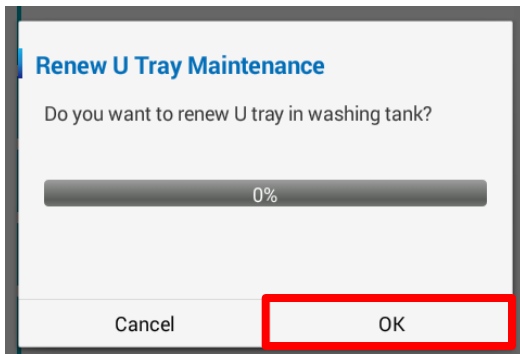 Renew U Tray Maintenance
Do you want to renew U tray in washing tank?
0%
Cancel
OK